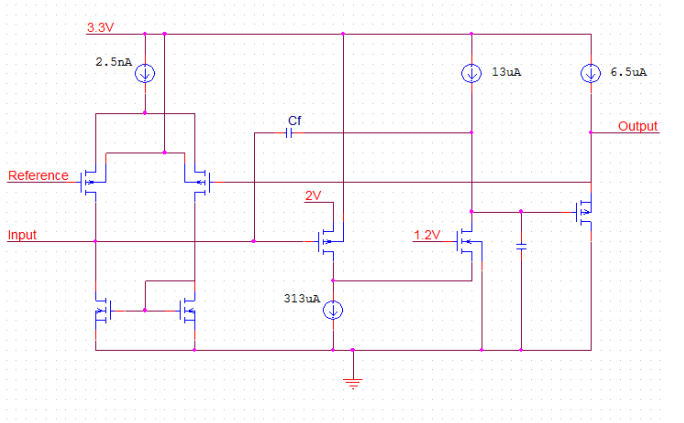 3.3V
2.5nA
13uA
6.5uA
Cf
Output
Reference
2V
Input
1.2V
313uA